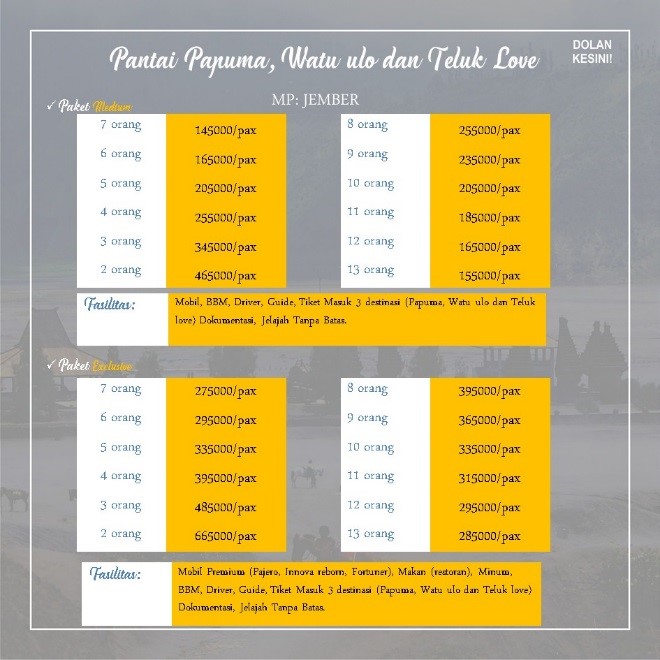 Pantai Papuma, Watu ulo dan Teluk Love
DOLAN
KESINI!
MP: JEMBER
✓ Paket Medium
7 orang 145000/pax
6 orang 165000/pax
5 orang 205000/pax
4 orang 255000/pax
3 orang 345000/pax
2 orang 465000/pax
8 orang 255000/pax
9 orang 235000/pax
10 orang 205000/pax
11 orang 185000/pax
12 orang 165000/pax
13 orang 155000/pax
Fasilitas:
Mobil, BBM, Driver, Guide, Tiket Masuk 3 destinasi (Papuma, Watu ulo dan Teluk
love) Dokumentasi, Jelajah Tanpa Batas.
✓ Paket Exclusive
7 orang 275000/pax
6 orang 295000/pax
5 orang 335000/pax
4 orang 395000/pax
3 orang 485000/pax
2 orang 665000/pax
8 orang 395000/pax
9 orang 365000/pax
10 orang 335000/pax
11 orang 315000/pax
12 orang 295000/pax
13 orang 285000/pax
Fasilitas:
Mobil Premium (Pajero, Innova reborn, Fortuner), Makan (restoran), Minum,
BBM, Driver, Guide, Tiket Masuk 3 destinasi (Papuma, Watu ulo dan Teluk love)
Dokumentasi, Jelajah Tanpa Batas.